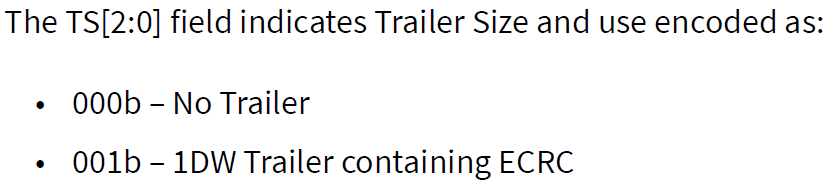 The TS[2:0] field indicates Trailer Size and use encoded as:
• 000b – No Trailer
• 001b – 1DW Trailer containing ECRC